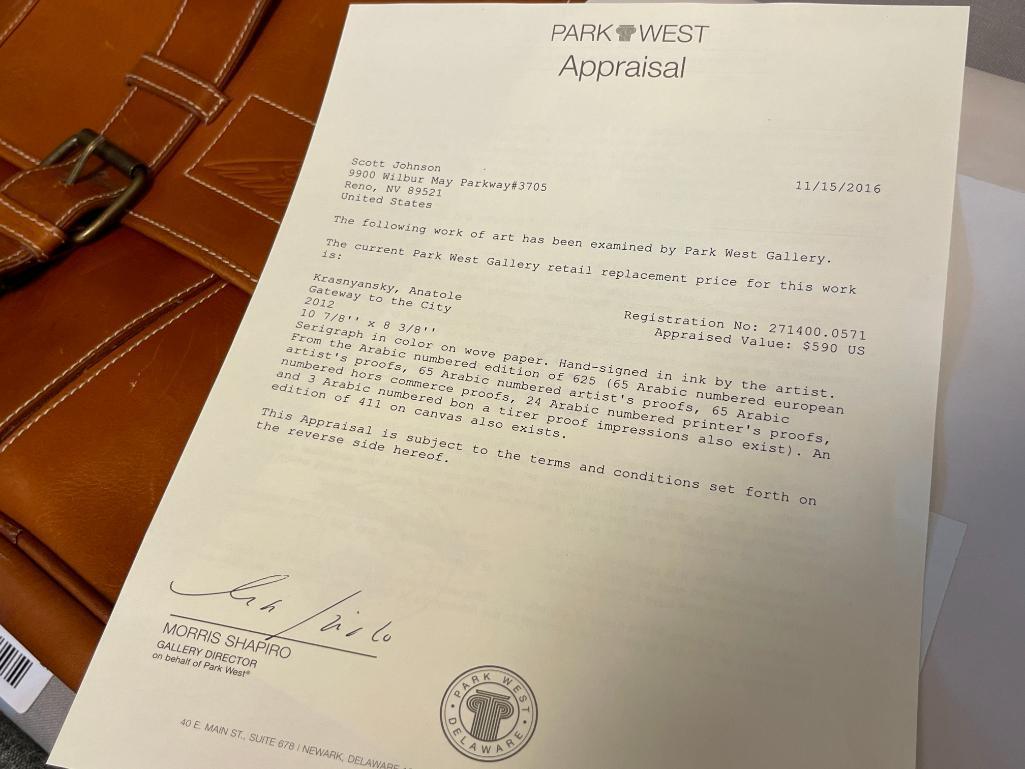 PARK WEST
Appraisal
Scott Johnson
9900 Wilbur May Parkway#3705
Reno, NV 89521
United States
11/15/2016
The following work of art has been examined by Park West Gallery.
The current Park West Gallery retail replacement price for this work
is:
Krasnyansky, Anatole
Gateway to the City
2012
10 7/8'' x 8 3/8''
Registration No: 271400.0571
Appraised Value: $590 US
Serigraph in color on wove paper. Hand-signed in ink by the artist.
From the Arabic numbered edition of 625 (65 Arabic numbered european
artist's proofs, 65 Arabic numbered artist's proofs, 65 Arabic
numbered hors commerce proofs, 24 Arabic numbered printer's proofs,
and 3 Arabic numbered bon a tirer proof impressions also exist). An
edition of 411 on canvas also exists.
This Appraisal is subject to the terms and conditions set forth on
the reverse side hereof.
MORRIS SHAPIRO
GALLERY DIRECTOR
on behalf of Park West®
PARK WEST
· DELAWARE ·
40 E. MAIN ST., SUITE 678 | NEWARK, DELAWARE